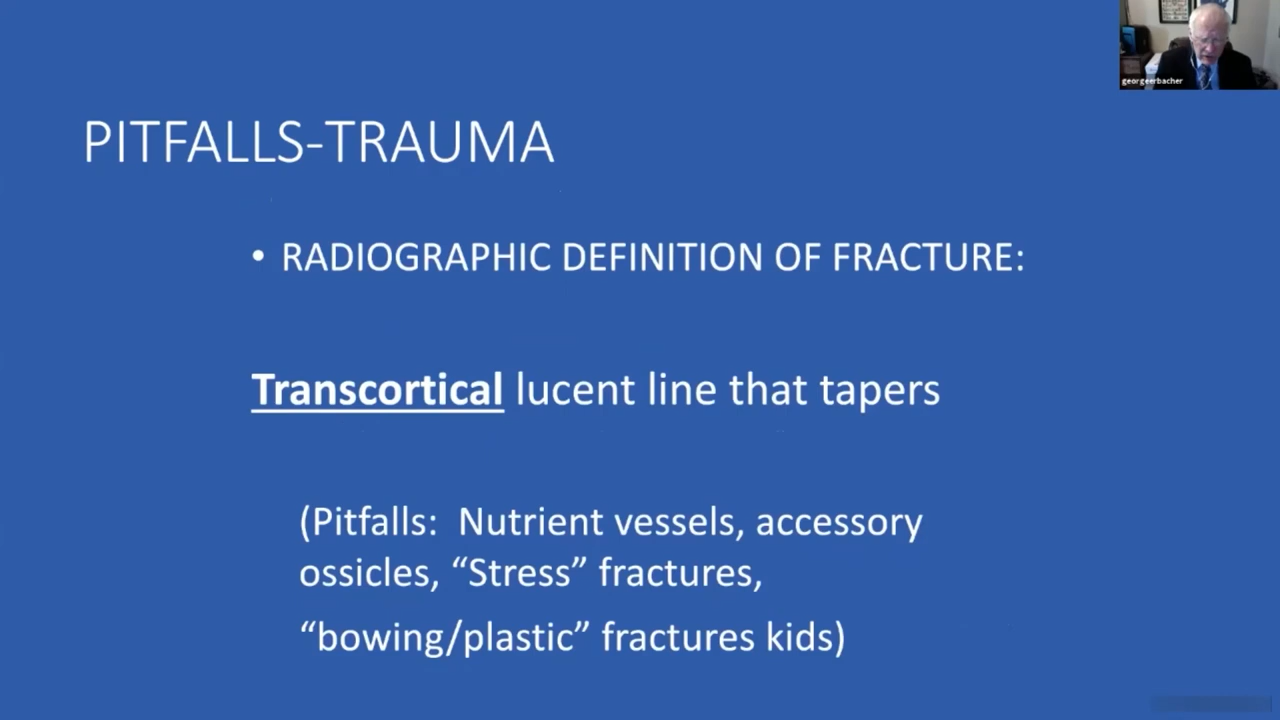 georgeerbacher
PITFALLS-TRAUMA
• RADIOGRAPHIC DEFINITION OF FRACTURE:
Transcortical lucent line that tapers
(Pitfalls: Nutrient vessels, accessory
ossicles, “Stress” fractures,
“bowing/plastic” fractures kids)